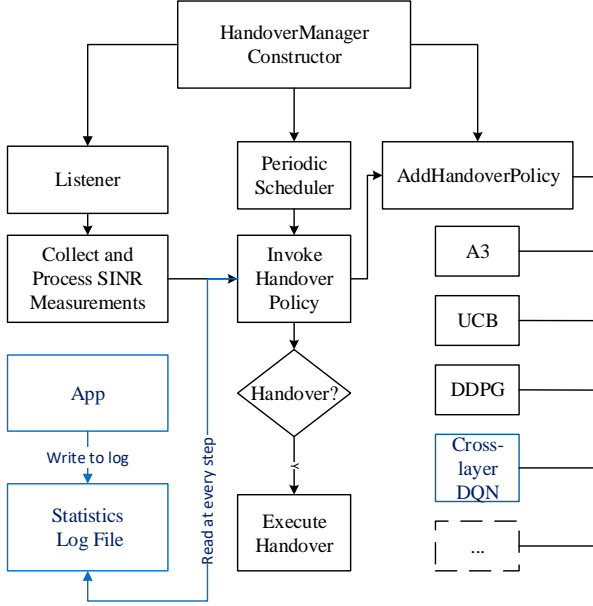 HandoverManager
Constructor
Listener
Periodic
Scheduler
AddHandoverPolicy
Collect and
Process SINR
Measurements
Invoke
Handover
Policy
A3
UCB
App
Handover?
DDPG
Write to log
Read at every step
Y
Cross-
layer
DQN
Statistics
Log File
Execute
Handover
...